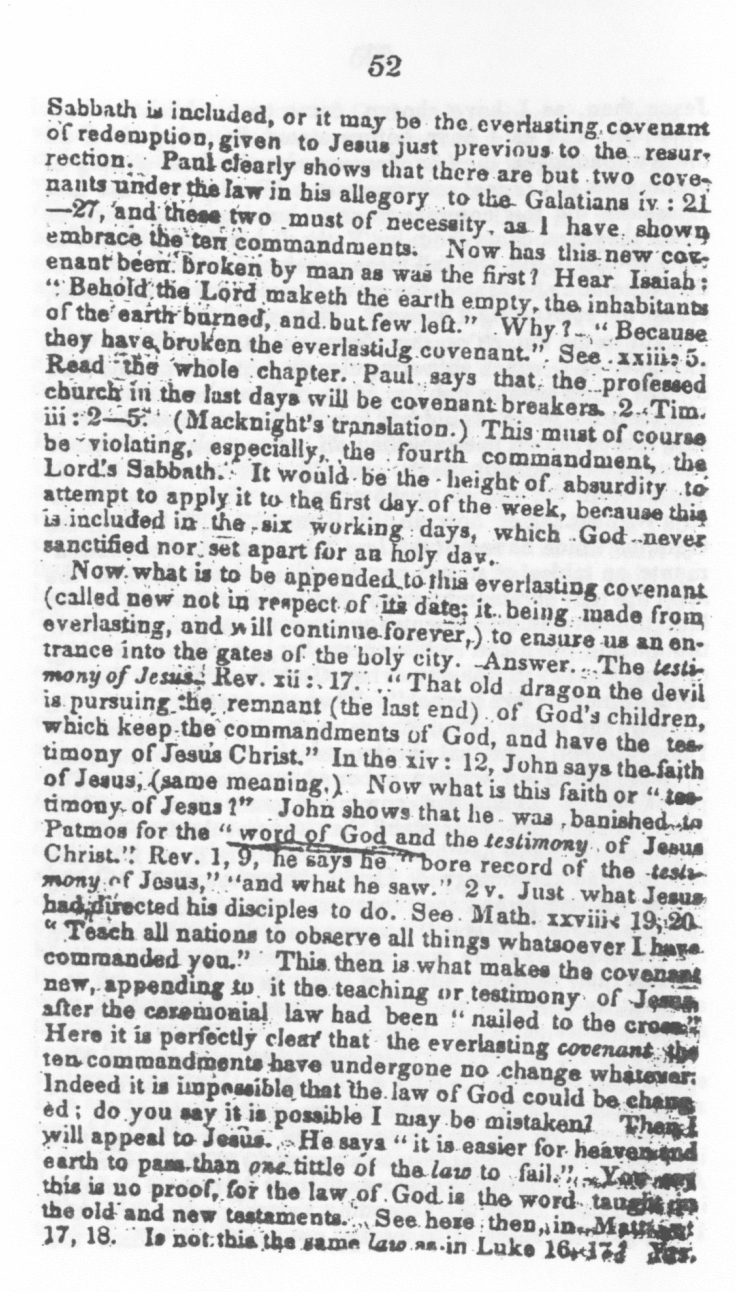 52
Sabbath is included, or it may be the everlasting covenant
of redemption, given to Jesus just previous to the resur-
rection. Paul clearly shows that there are but two cove-
nants under the law in his allegory to the Galatians iv. : 21
—27, and these two must of necessity, as I have shown
embrace the ten commandments. Now has this new cov-
enant been broken by man as was the first? Hear Isaiah:
“Behold the Lord maketh the earth empty, the inhabitants
of the earth burned, and but few left.” Why? “Because
they have broken the everlastidg covenant.” See xxiii: 5.
Read the whole chapter. Paul says that the professed
church in the last days will be covenant breakers. 2 Tim.
iii: 2—5. (Macknight's translation.) This must of course
be violating, especially, the fourth commandment, the
Lord's Sabbath. It would be the height of absurdity to
attempt to apply it to the first day of the week, because this
is included in the six working days, which God never
sanctified nor set apart for an holy day.
Now what is to be appended to this everlasting covenant
(called new not in respect of its date; it being made from
everlasting, and will continue forever,) to ensure us an en-
trance into the gates of the holy city. Answer. The testi-
mony of Jesus. Rev. xii: 17. “That old dragon the devil
is pursuing the remnant (the last end) of God's children,
which keep the commandments of God, and have the tes-
timony of Jesus Christ.” In the xiv: 12, John says the faith
of Jesus, (same meaning.) Now what is this faith or “tes-
timony of Jesus?” John shows that he was banished to
Patmos for the “word of God and the testimony of Jesus
Christ.” Rev. 1, 9, he says he “bore record of the testi-
mony of Jesus,” “and what he saw.” 2 v. Just what Jesus
had directed his disciples to do. See Math. xxviii: 19, 20.
“Teach all nations to observe all things whatsoever I have
commanded you.” This then is what makes the covenant
new, appending to it the teaching or testimony of Jesus,
after the ceremonial law had been “nailed to the cross.”
Here it is perfectly clear that the everlasting covenant the
ten commandments have undergone no change whatever.
Indeed it is impossible that the law of God could be chang
ed; do you say it is possible I may be mistaken? Then I
will appeal to Jesus. He says “it is easier for heaven and
earth to pass than one tittle of the law to fail.” You say
this is no proof, for the law of God is the word taught in
the old and new testaments. See here then, in
17, 18. Is not this the same law as in Luke 16, 17? Yes.